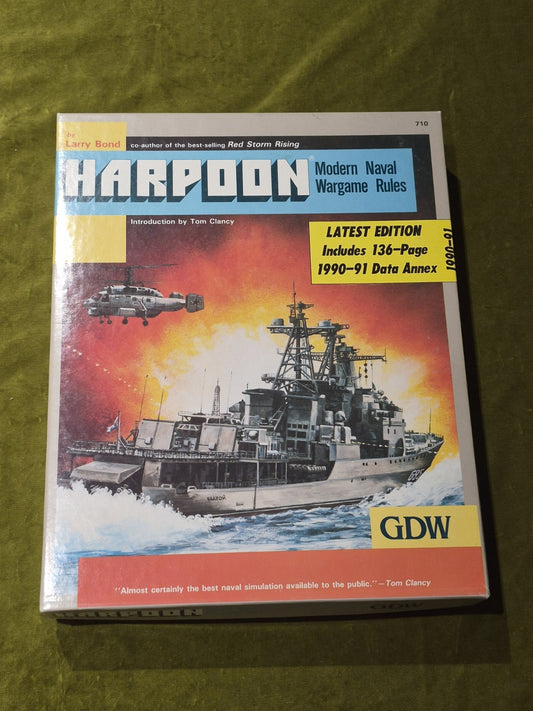 710
by
Larry Bond
co-author of the best-selling Red Storm Rising
HARPOON®
Modern Naval
Wargame Rules
Introduction by Tom Clancy
LATEST EDITION
Includes 136-Page
1990-91 Data Annex
1990-91
GDW
"Almost certainly the best naval simulation available to the public."—Tom Clancy
HARPOON
GDW